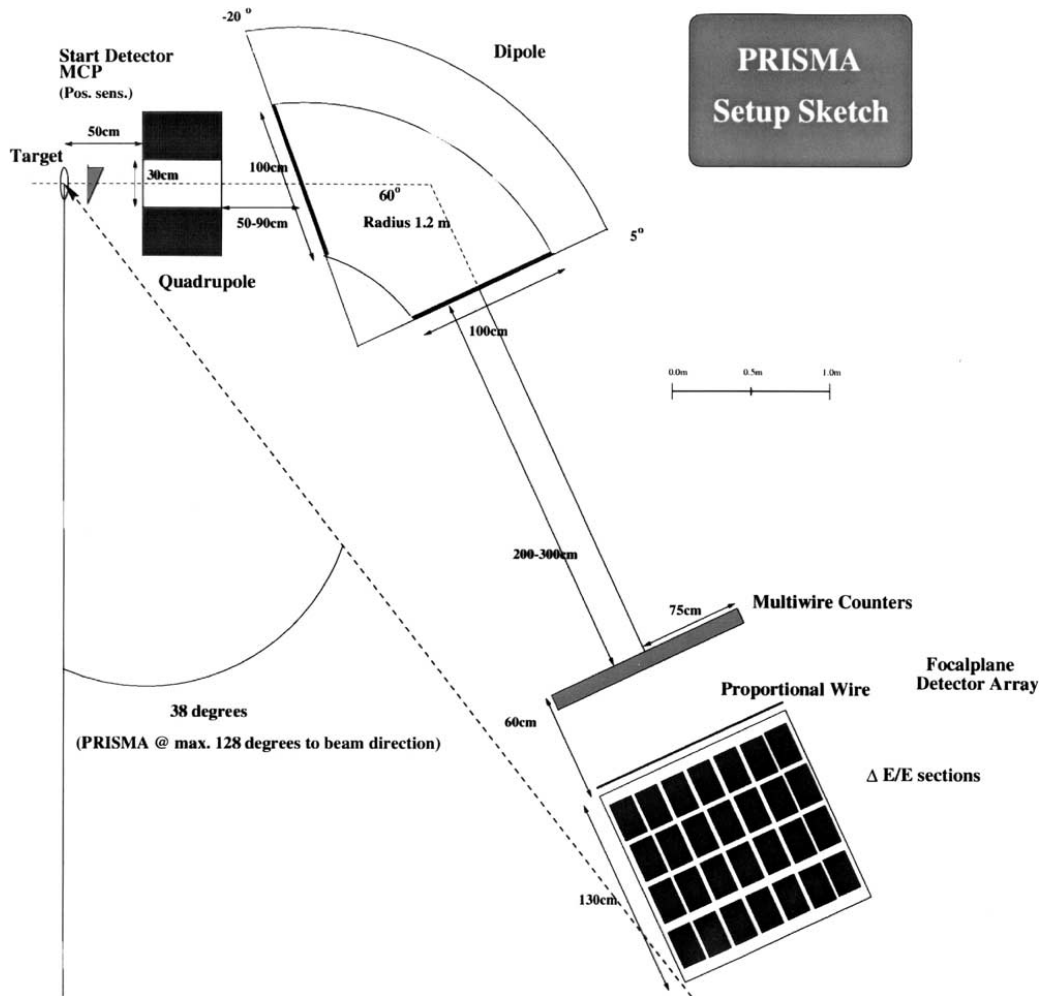 -20 °
Start Detector
MCP
(Pos. sens.)
Dipole
PRISMA
Setup Sketch
50cm
Target
30cm
100cm
60°
50-90cm
Radius 1.2 m
5°
Quadrupole
100cm
0.0m 0.5m 1.0m
200-300cm
75cm
Multiwire Counters
Focalplane
Detector Array
Proportional Wire
60cm
38 degrees
(PRISMA @ max. 128 degrees to beam direction)
Δ E/E sections
130cm